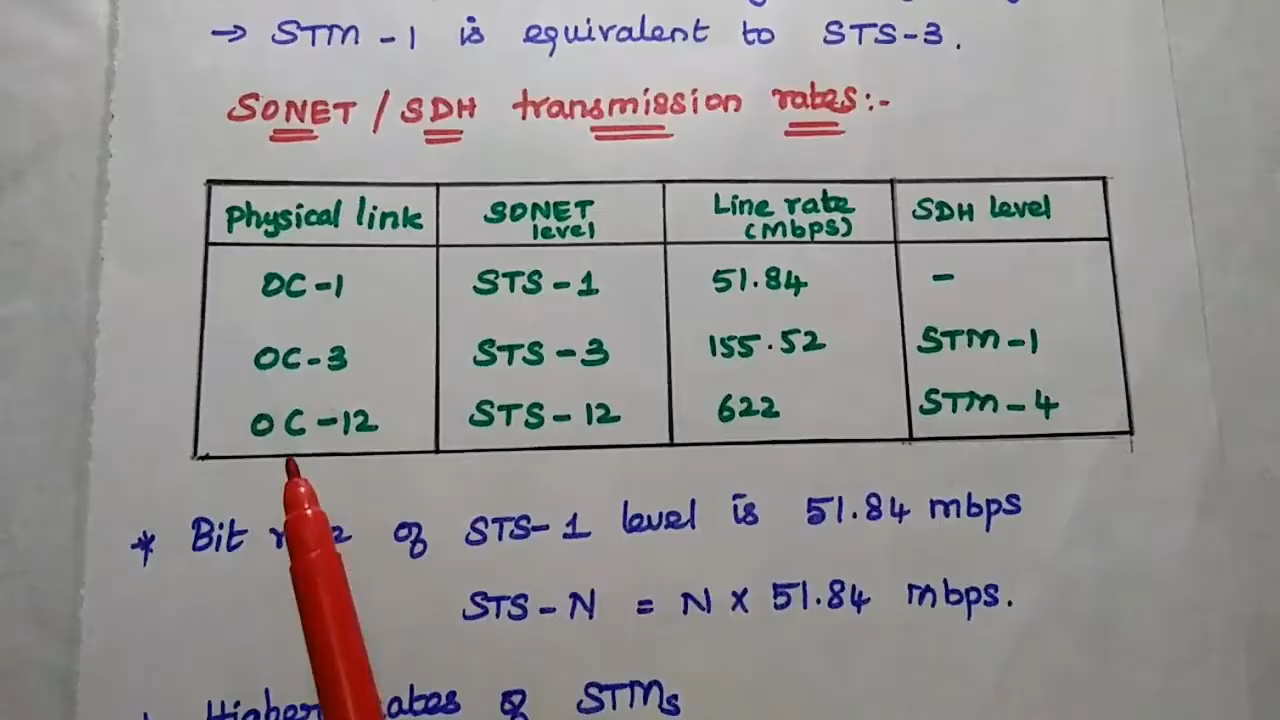 → STM-1 is equivalent to STS-3.
SONET / SDH transmission rates:-
Physical link SONET level Line rate (Mbps) SDH level
OC-1 STS-1 51.84 -
OC-3 STS-3 155.52 STM-1
OC-12 STS-12 622 STM-4
* Bit of STS-1 level is 51.84 mbps
STS-N = N x 51.84 mbps.
Higher of STMs